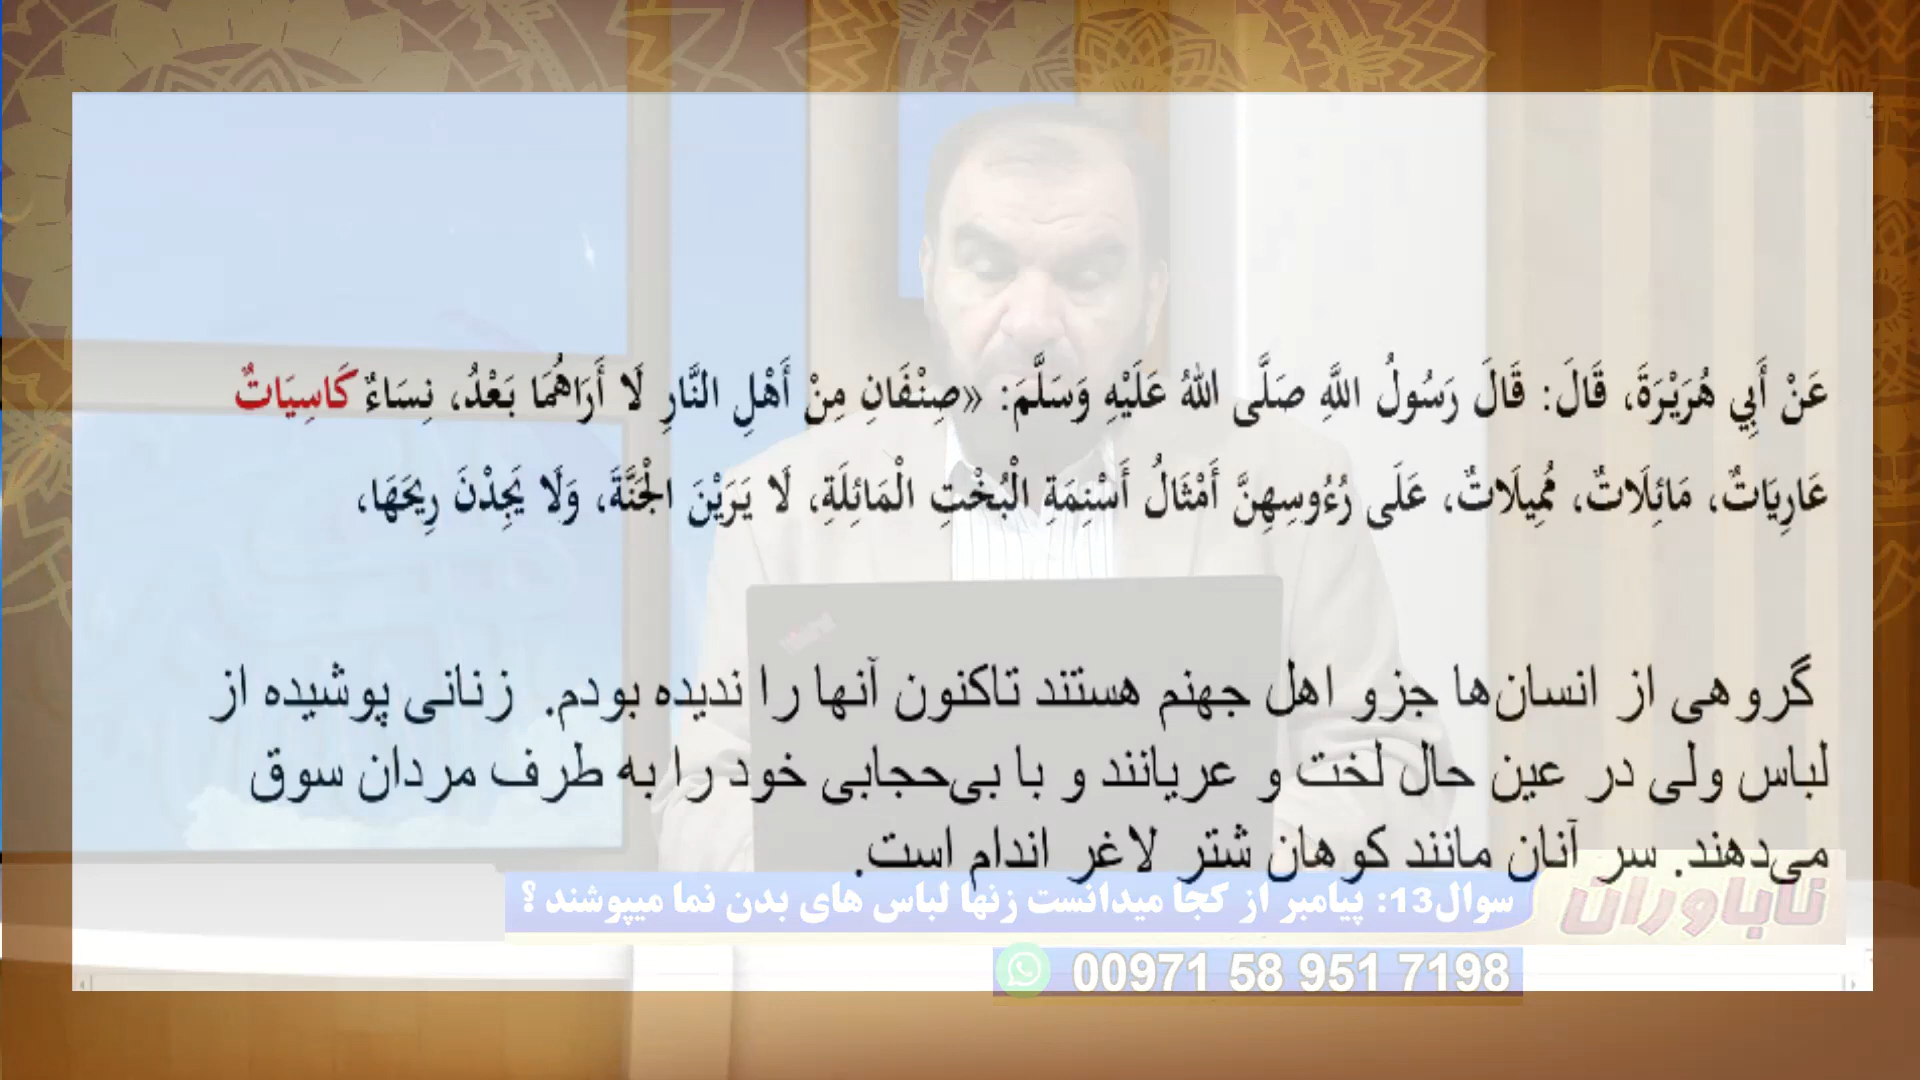 عَنْ أَبِي هُرَيْرَةَ، قَالَ: قَالَ رَسُولُ اللَّهِ صَلَّى اللهُ عَلَيْهِ وَسَلَّمَ: «صِنْفَانِ مِنْ أَهْلِ النَّارِ لَا أَرَاهُمَا بَعْدُ، نِسَاءٌ كَاسِيَاتٌ
عَارِيَاتٌ، مَائِلَاتٌ، مُمِيلَاتٌ، عَلَى رُءُوسِهِنَّ أَمْثَالُ أَسْنِمَةِ الْبُخْتِ الْمَائِلَةِ، لَا يَرَيْنَ الْجَنَّةَ، وَلَا يَجِدْنَ رِيحَهَا،
گروهی از انسان‌ها جزو اهل جهنم هستند تاکنون آنها را ندیده بودم. زنانی پوشیده از
لباس ولی در عین حال لخت و عریانند و با بی‌حجابی خود را به طرف مردان سوق
می‌دهند. سر آنان مانند کوهان شتر لاغر اندام است.
سوال13: پیامبر از کجا میدانست زنها لباس های بدن نما میپوشند ؟
ناباوران
00971 58 951 7198